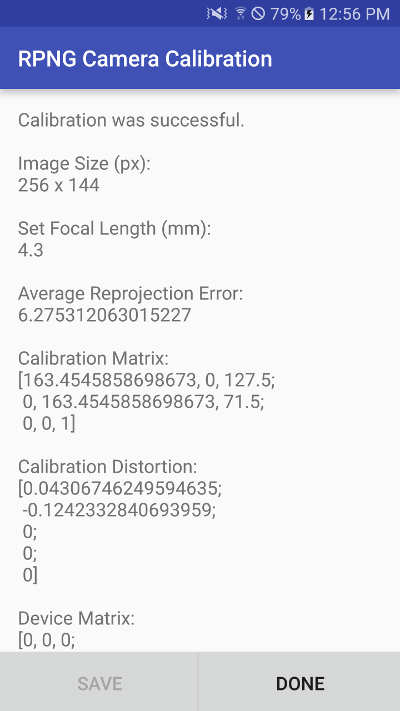 79% 12:56 PM
RPNG Camera Calibration
Calibration was successful.
Image Size (px):
256 x 144
Set Focal Length (mm):
4.3
Average Reprojection Error:
6.275312063015227
Calibration Matrix:
[163.4545858698673, 0, 127.5;
0, 163.4545858698673, 71.5;
0, 0, 1]
Calibration Distortion:
[0.04306746249594635;
-0.1242332840693959;
0;
0;
0]
Device Matrix:
[0, 0, 0;
SAVE DONE